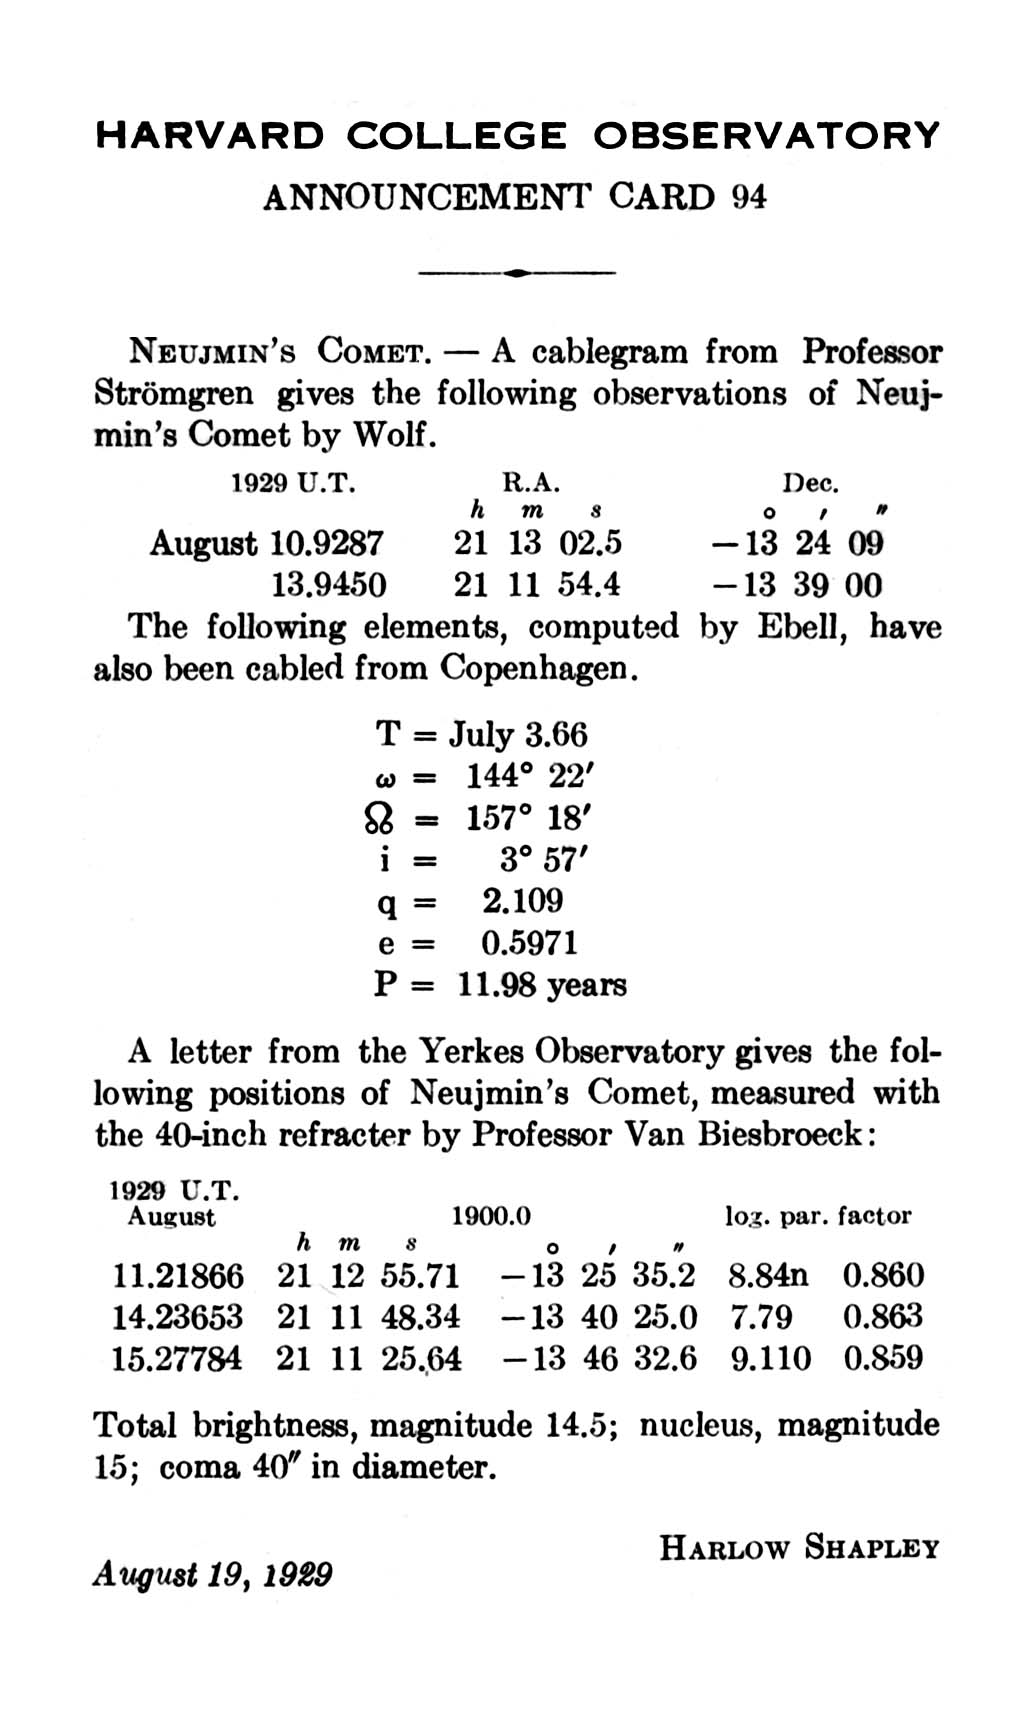 HARVARD COLLEGE OBSERVATORY
ANNOUNCEMENT CARD 94
NEUJMIN'S COMET. — A cablegram from Professor
Strömgren gives the following observations of Neuj-
min's Comet by Wolf.
1929 U.T. R.A. Dec.
h m s o ′ ″
August 10.9287 21 13 02.5 −13 24 09
13.9450 21 11 54.4 −13 39 00
The following elements, computed by Ebell, have
also been cabled from Copenhagen.
T = July 3.66
ω = 144° 22′
☊ = 157° 18′
i = 3° 57′
q = 2.109
e = 0.5971
P = 11.98 years
A letter from the Yerkes Observatory gives the fol-
lowing positions of Neujmin's Comet, measured with
the 40-inch refracter by Professor Van Biesbroeck:
1929 U.T.
August 1900.0 log. par. factor
h m s o ′ ″
11.21866 21 12 55.71 −13 25 35.2 8.84n 0.860
14.23653 21 11 48.34 −13 40 25.0 7.79 0.863
15.27784 21 11 25.64 −13 46 32.6 9.110 0.859
Total brightness, magnitude 14.5; nucleus, magnitude
15; coma 40″ in diameter.
HARLOW SHAPLEY
August 19, 1929